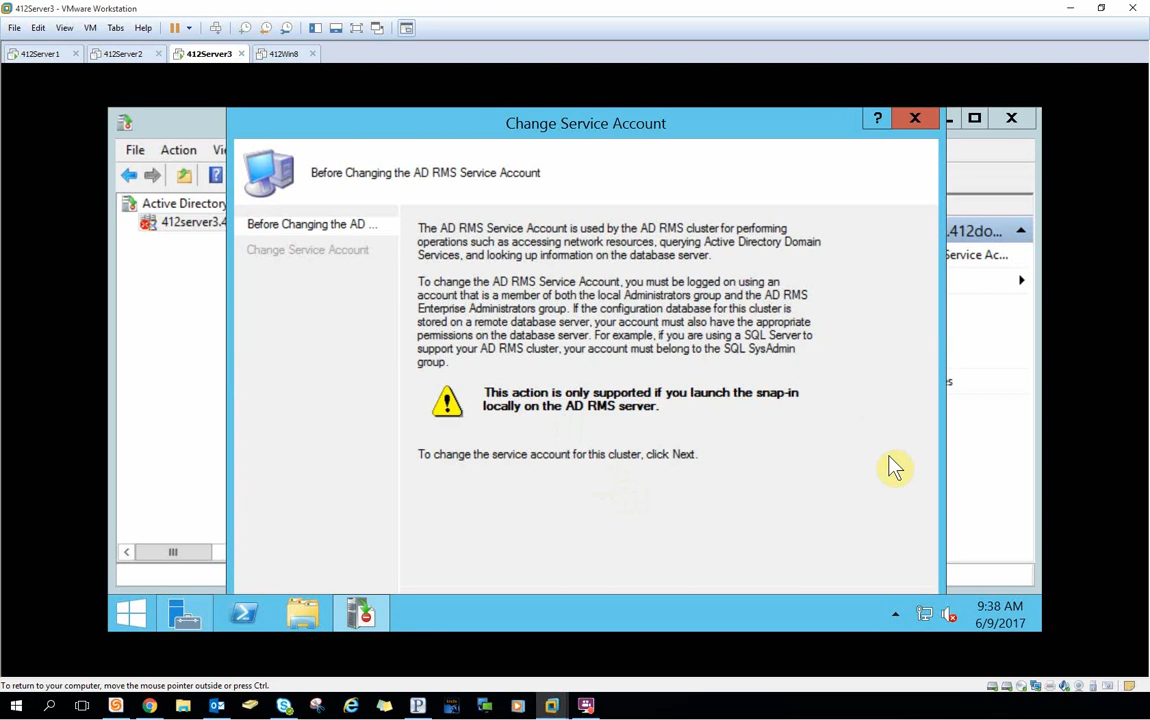 412Server3 - VMware Workstation
File Edit View VM Tabs Help
412Server1 412Server2 412Server3 412Win8
Change Service Account
?
File Action Vi
Before Changing the AD RMS Service Account
Active Directory
412server3.4
Before Changing the AD ...
Change Service Account
The AD RMS Service Account is used by the AD RMS cluster for performing
operations such as accessing network resources, querying Active Directory Domain
Services, and looking up information on the database server.
To change the AD RMS Service Account, you must be logged on using an
account that is a member of both the local Administrators group and the AD RMS
Enterprise Administrators group. If the configuration database for this cluster is
stored on a remote database server, your account must also have the appropriate
permissions on the database server. For example, if you are using a SQL Server to
support your AD RMS cluster, your account must belong to the SQL SysAdmin
group.
This action is only supported if you launch the snap-in
locally on the AD RMS server.
To change the service account for this cluster, click Next.
.412do...
ervice Ac...
es
9:38 AM
6/9/2017
To return to your computer, move the mouse pointer outside or press Ctrl.